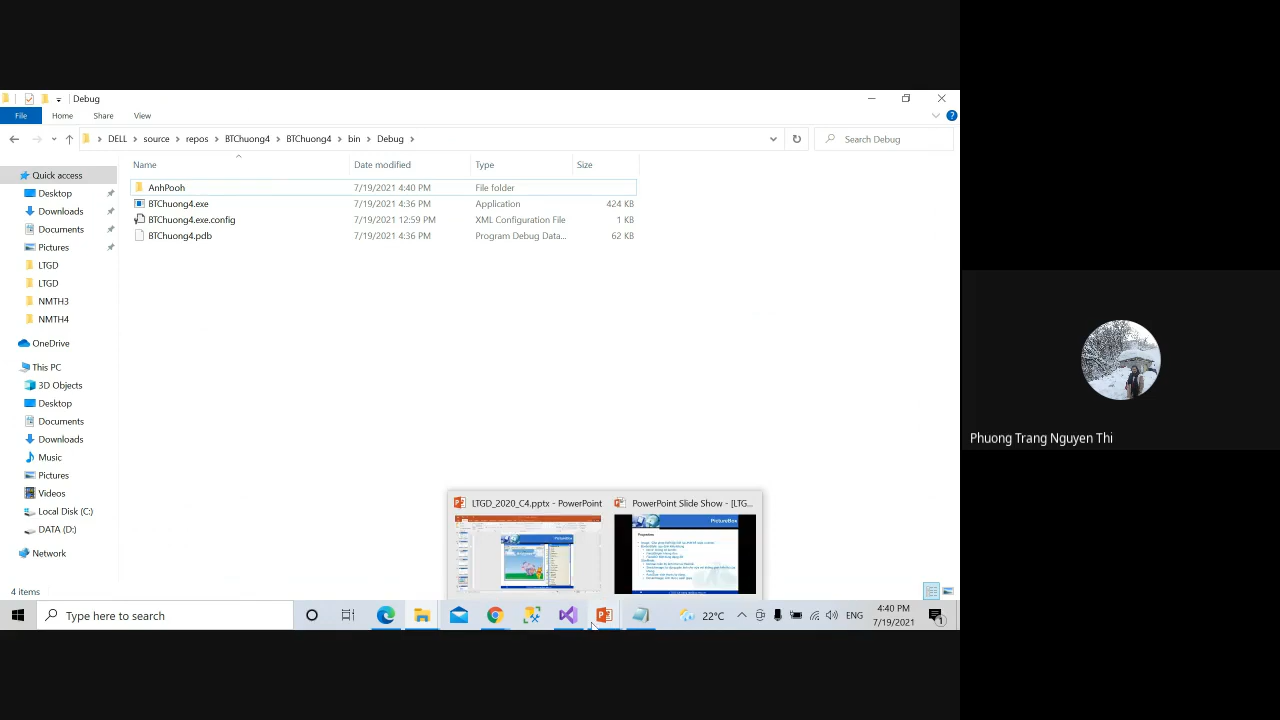 Debug
File
Home
Share
View
DELL
source
repos
BTChuong4
BTChuong4
bin
Debug
Search Debug
Name
Date modified
Type
Size
AnhPooh
7/19/2021 4:40 PM
File folder
BTChuong4.exe
7/19/2021 4:36 PM
Application
424 KB
BTChuong4.exe.config
7/19/2021 12:59 PM
XML Configuration File
1 KB
BTChuong4.pdb
7/19/2021 4:36 PM
Program Debug Data...
62 KB
Quick access
Desktop
Downloads
Documents
Pictures
LTGD
LTGD
NMTH3
NMTH4
OneDrive
This PC
3D Objects
Desktop
Documents
Downloads
Music
Pictures
Videos
Local Disk (C:)
DATA (D:)
Network
4 items
LTGD_2020_C4.pptx - PowerPoint
PowerPoint Slide Show - [LTG...
PictureBox
PictureBox
Properties
Type here to search
22°C
ENG
4:40 PM
7/19/2021
1
Phuong Trang Nguyen Thi